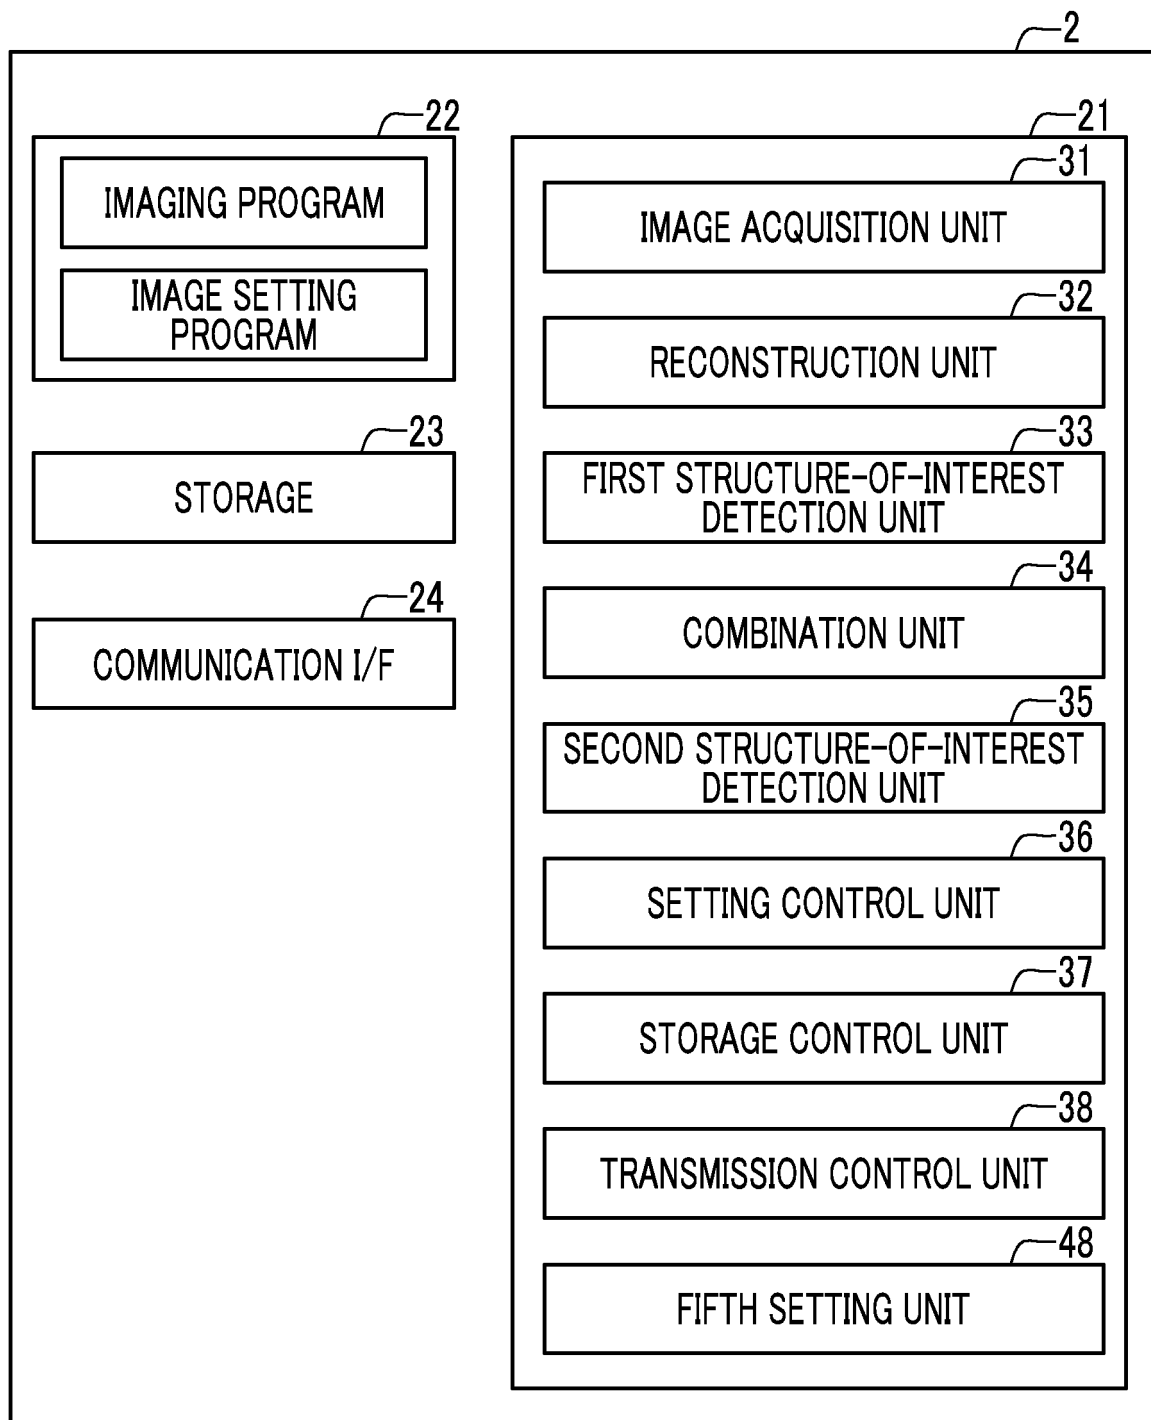 2
22
IMAGING PROGRAM
IMAGE SETTING
PROGRAM
23
STORAGE
24
COMMUNICATION I/F
21
31
IMAGE ACQUISITION UNIT
32
RECONSTRUCTION UNIT
33
FIRST STRUCTURE-OF-INTEREST
DETECTION UNIT
34
COMBINATION UNIT
35
SECOND STRUCTURE-OF-INTEREST
DETECTION UNIT
36
SETTING CONTROL UNIT
37
STORAGE CONTROL UNIT
38
TRANSMISSION CONTROL UNIT
48
FIFTH SETTING UNIT